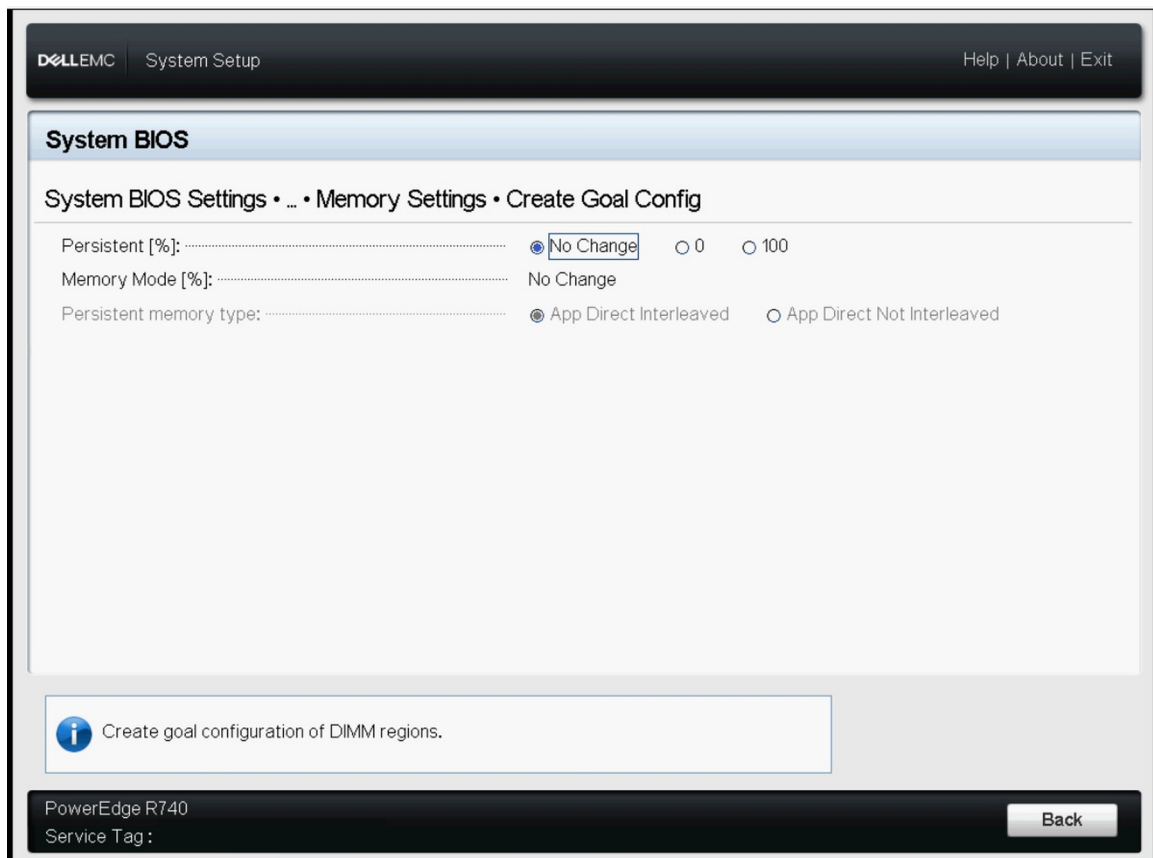 DELLEMC System Setup Help | About | Exit
System BIOS
System BIOS Settings • ... • Memory Settings • Create Goal Config
Persistent [%]: No Change 0 100
Memory Mode [%]: No Change
Persistent memory type: App Direct Interleaved App Direct Not Interleaved
Create goal configuration of DIMM regions.
PowerEdge R740
Service Tag :
Back